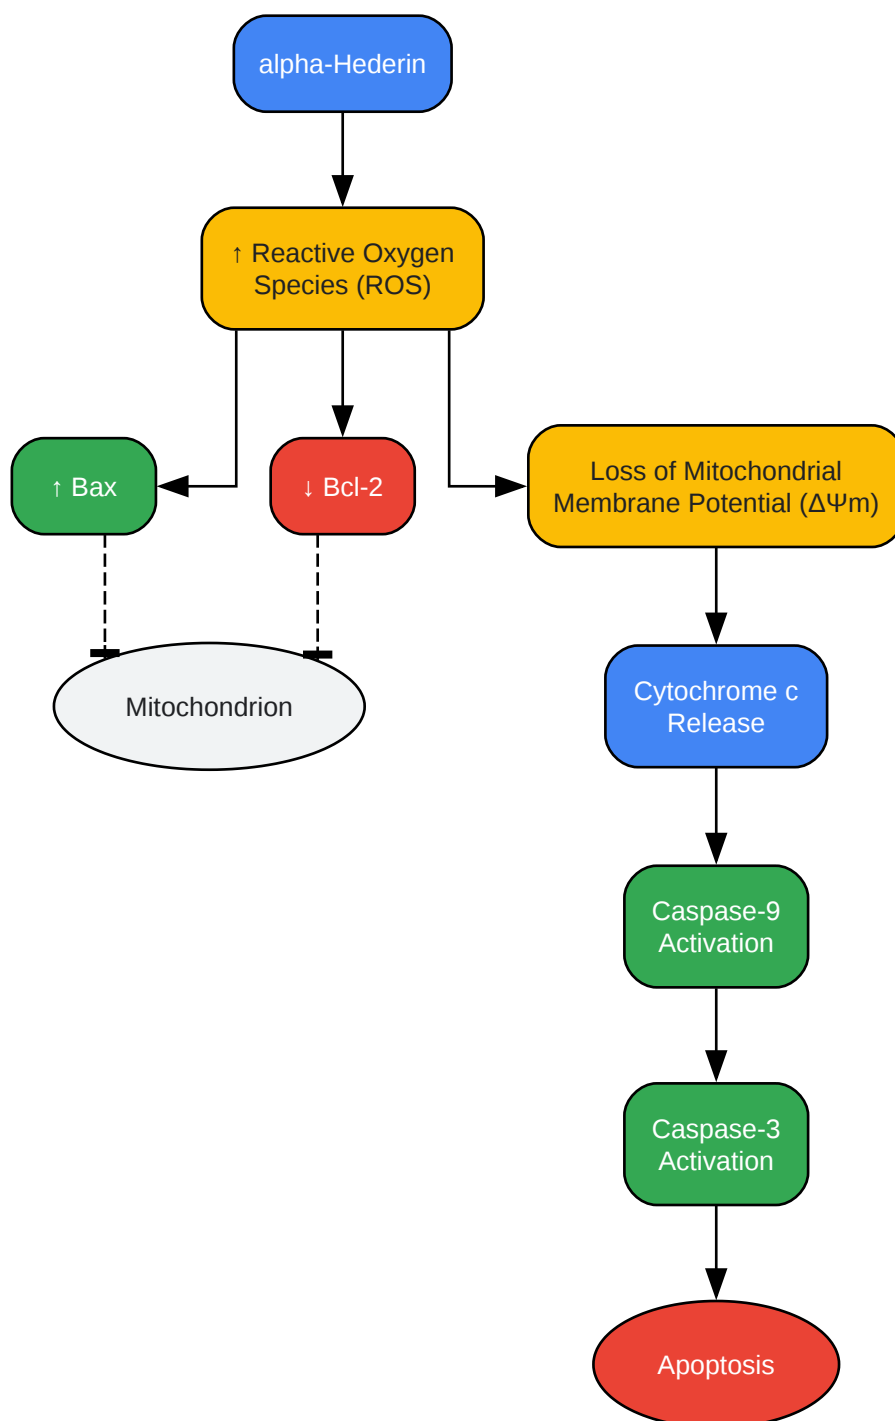 alpha-Hederin
↑ Reactive Oxygen
Species (ROS)
↑ Bax
↓ Bcl-2
Loss of Mitochondrial
Membrane Potential (ΔΨm)
Mitochondrion
Cytochrome c
Release
Caspase-9
Activation
Caspase-3
Activation
Apoptosis